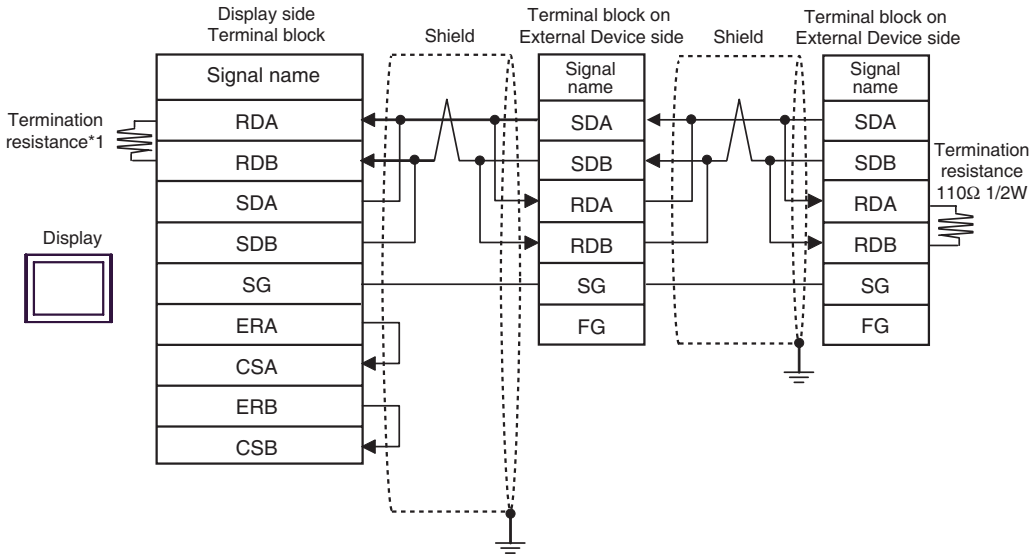 Display side
Terminal block
Shield
Terminal block on
External Device side
Shield
Terminal block on
External Device side
Signal name
RDA
RDB
SDA
SDB
SG
ERA
CSA
ERB
CSB
Termination
resistance*1
Display
Signal
name
SDA
SDB
RDA
RDB
SG
FG
Signal
name
SDA
SDB
RDA
RDB
SG
FG
Termination
resistance
110Ω 1/2W